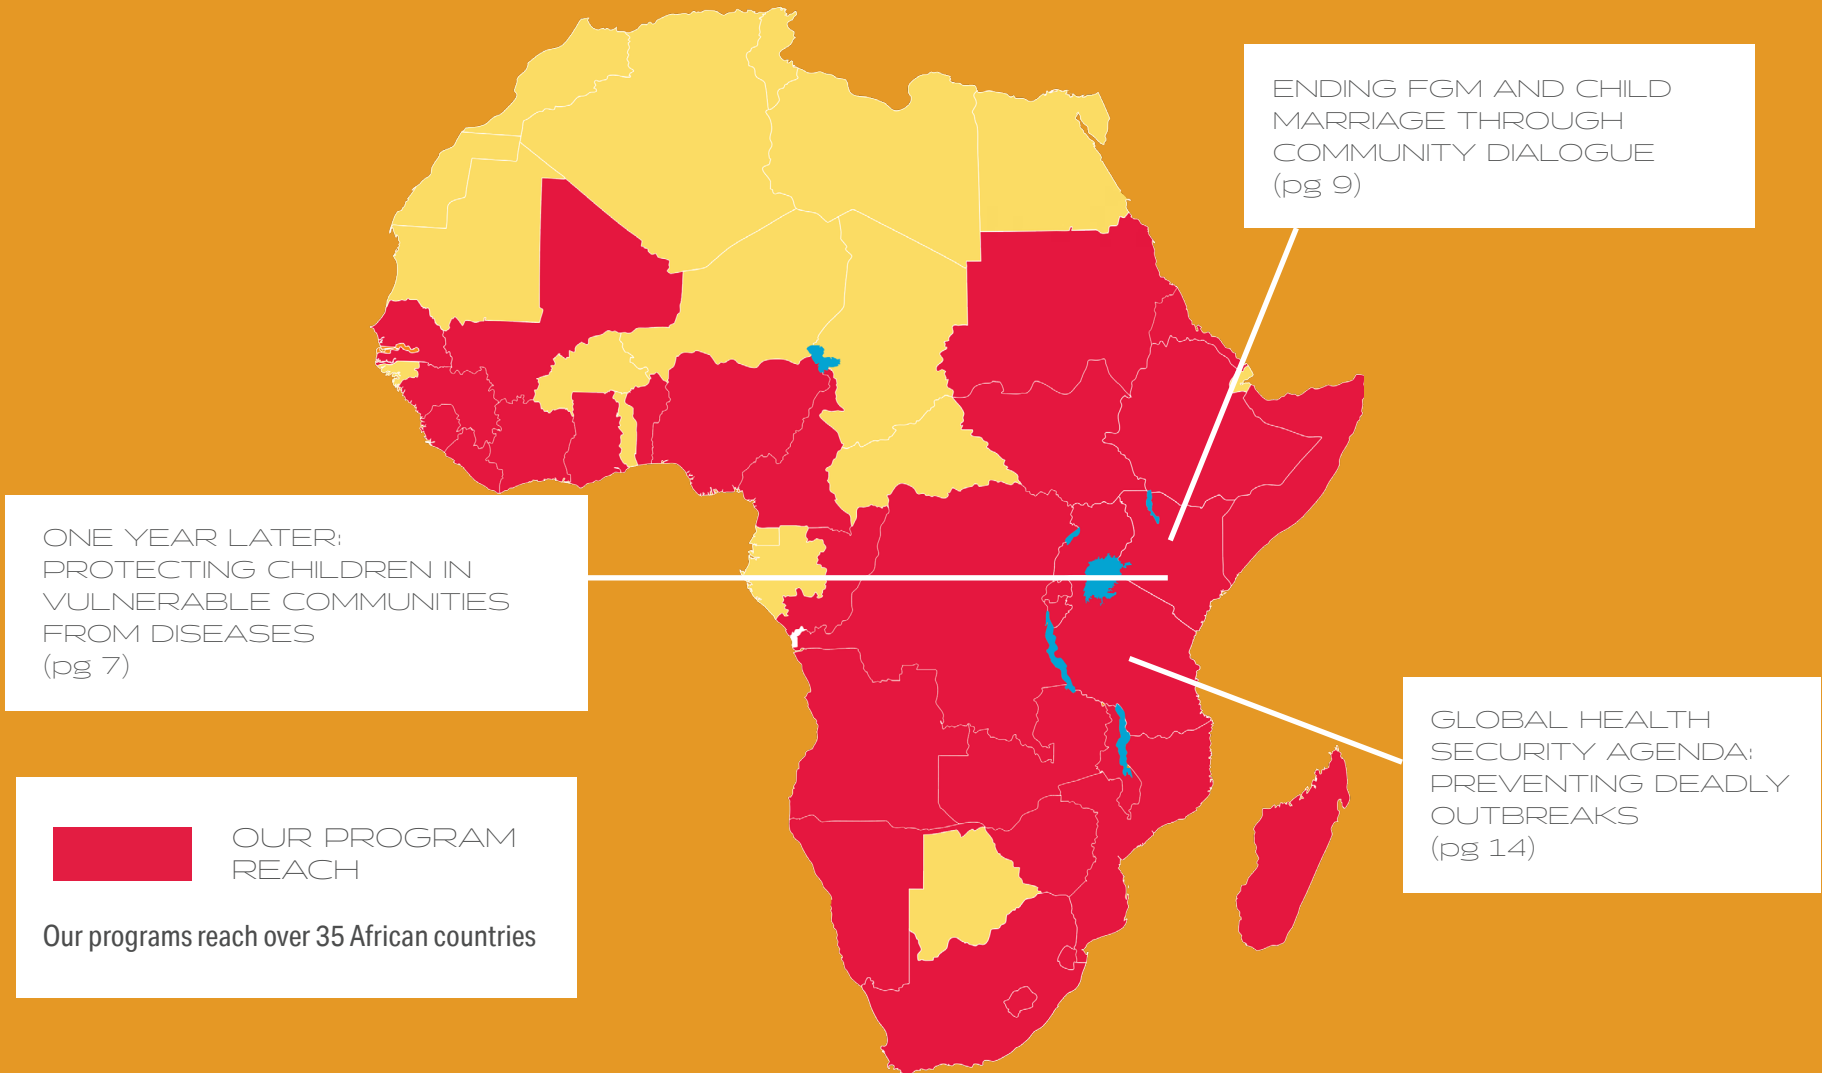 ENDING FGM AND CHILD
MARRIAGE THROUGH
COMMUNITY DIALOGUE
(pg 9)
ONE YEAR LATER:
PROTECTING CHILDREN IN
VULNERABLE COMMUNITIES
FROM DISEASES
(pg 7)
GLOBAL HEALTH
SECURITY AGENDA:
PREVENTING DEADLY
OUTBREAKS
(pg 14)
OUR PROGRAM
REACH
Our programs reach over 35 African countries